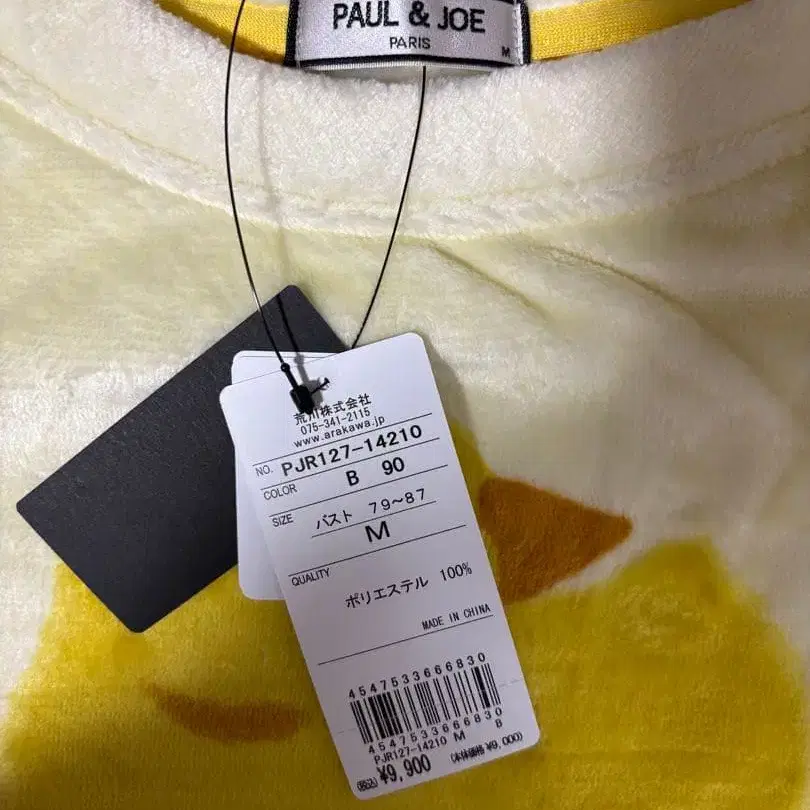 PAUL & JOE
PARIS
M
荒川株式会社
075-341-2115
www.arakawa.jp
NO. PJR127-14210
COLOR B 90
SIZE バスト 79~87
M
QUALITY
ポリエステル 100%
MADE IN CHINA
4547533666830
4547533666830
PJR127-14210 M B
(税込) ¥9,900 (本体価格 ¥9,000)